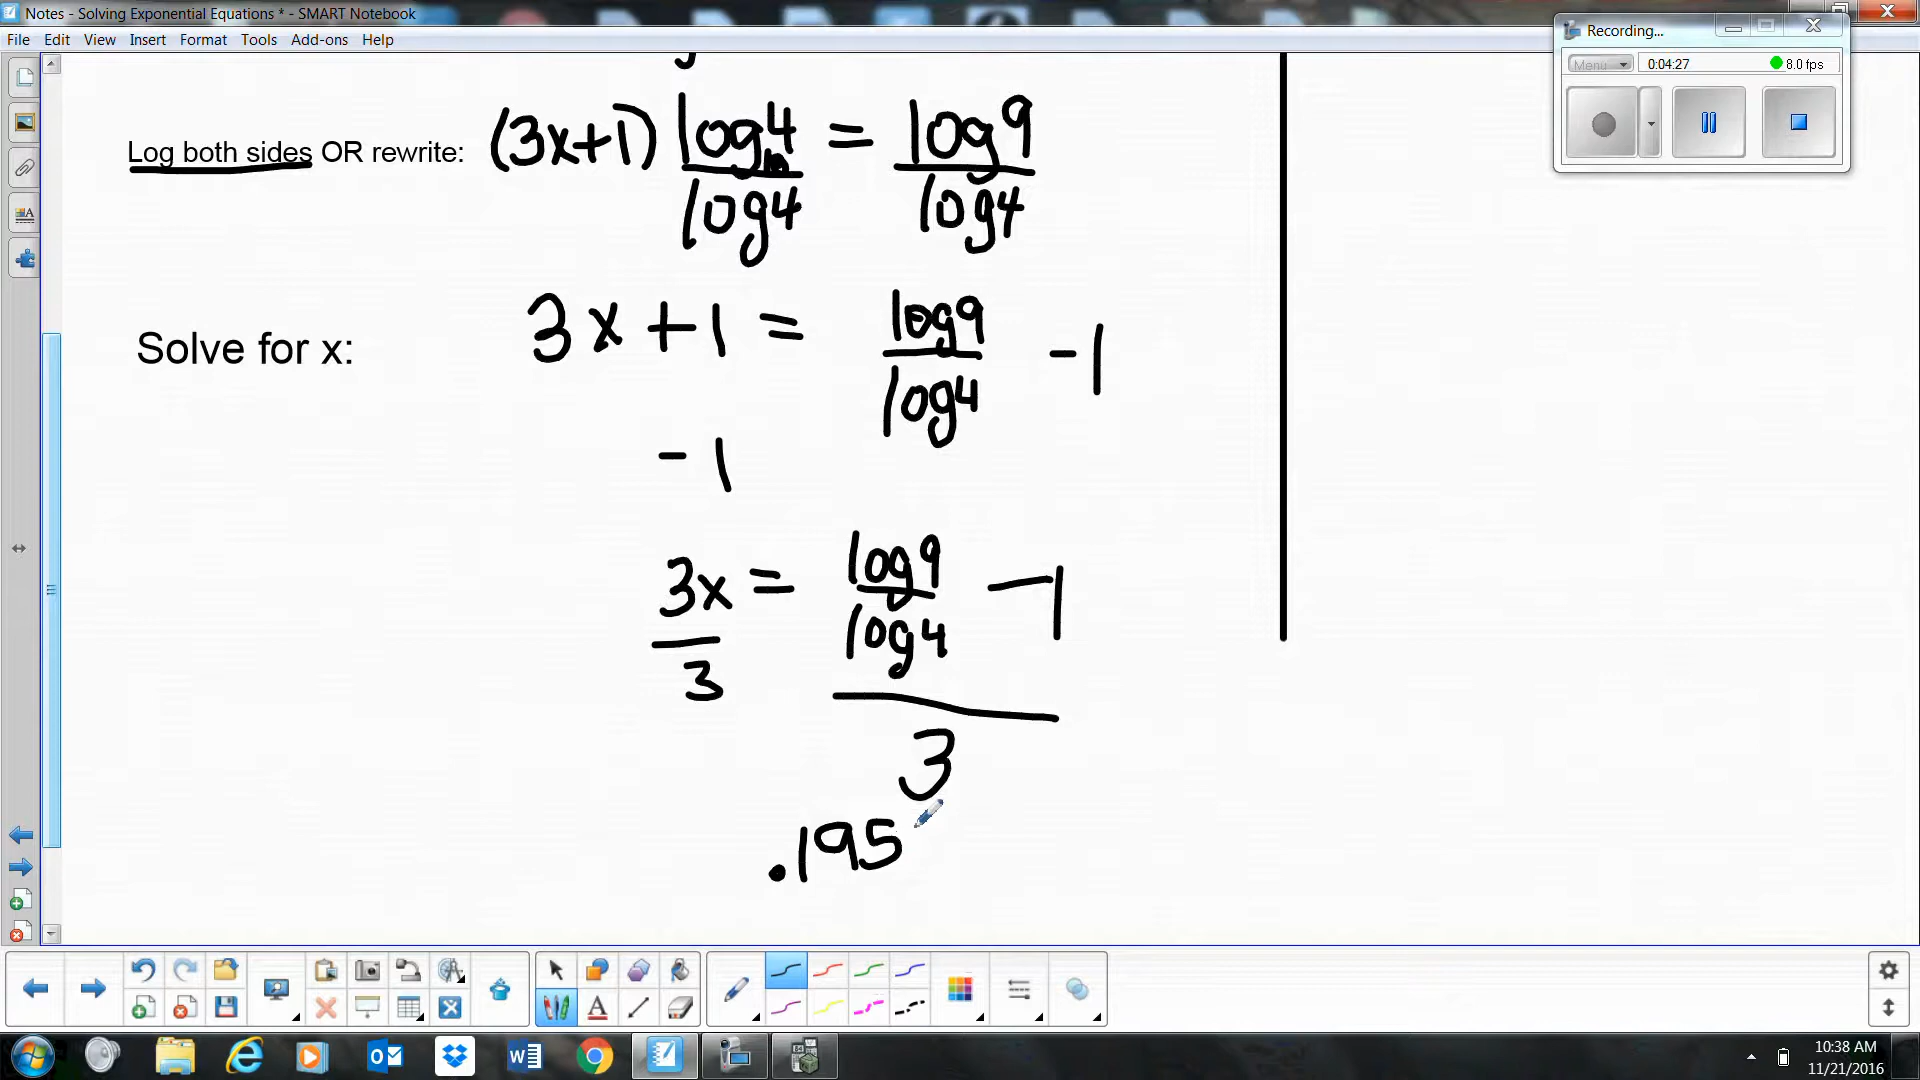 Notes - Solving Exponential Equations * - SMART Notebook
File Edit View Insert Format Tools Add-ons Help
Recording...
Menu 0:04:27 8.0 fps
Log both sides OR rewrite: (3x+1) log4 = log9
log4 log4
Solve for x: 3x + 1 = log9 - 1
log4
- 1
3x = log9 - 1
log4
3
3
.195
10:38 AM
11/21/2016